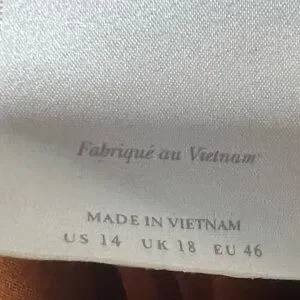 Fabriqué au Vietnam
MADE IN VIETNAM
US 14 UK 18 EU 46